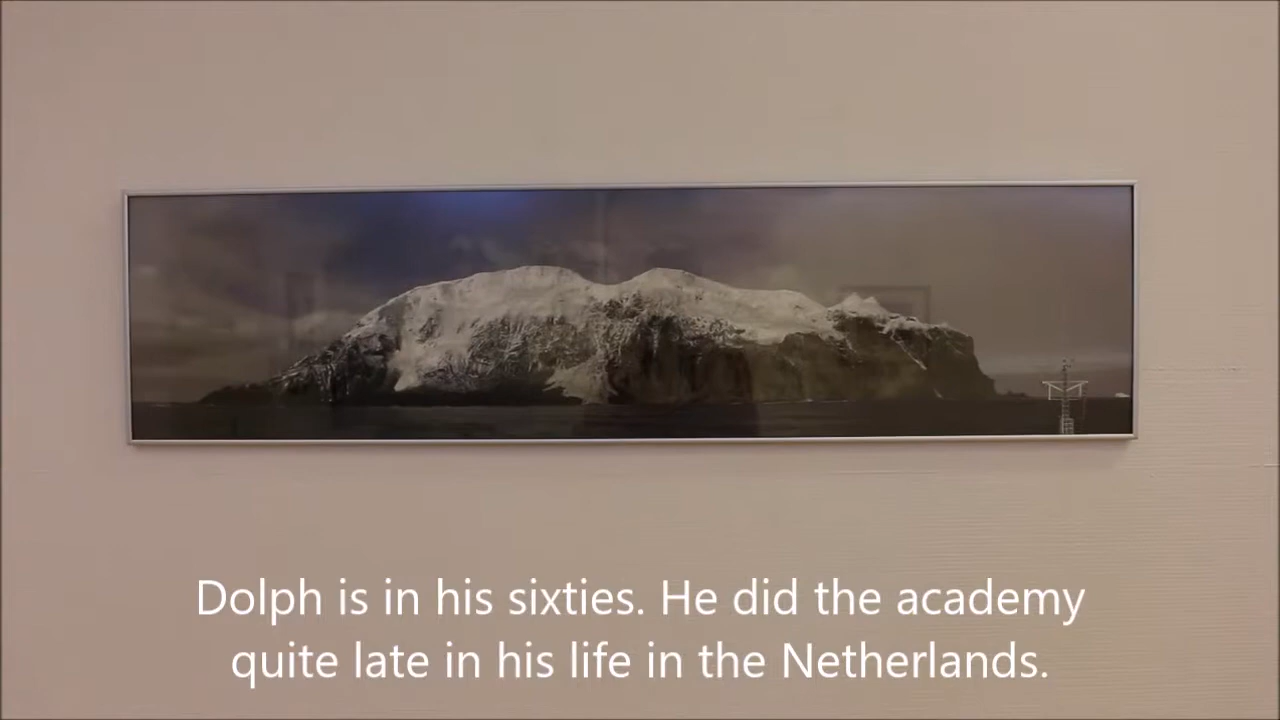 Dolph is in his sixties. He did the academy
quite late in his life in the Netherlands.